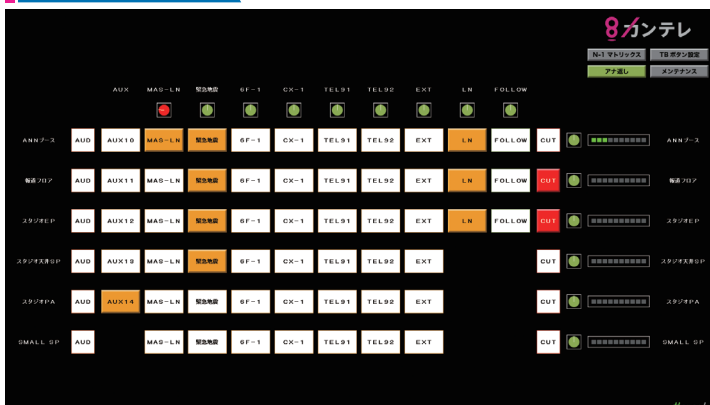 カンテレ
N-1 マトリックス TB ボタン設定
アナ返し メンテナンス
AUX MAS-LN 緊急地震 6F-1 CX-1 TEL91 TEL92 EXT LN FOLLOW
ANNブース AUD AUX10 MAS-LN 緊急地震 6F-1 CX-1 TEL91 TEL92 EXT LN FOLLOW CUT ANNブース
報道フロア AUD AUX11 MAS-LN 緊急地震 6F-1 CX-1 TEL91 TEL92 EXT LN FOLLOW CUT 報道フロア
スタジオEP AUD AUX12 MAS-LN 緊急地震 6F-1 CX-1 TEL91 TEL92 EXT LN FOLLOW CUT スタジオEP
スタジオ天井SP AUD AUX13 MAS-LN 緊急地震 6F-1 CX-1 TEL91 TEL92 EXT CUT スタジオ天井SP
スタジオPA AUD AUX14 MAS-LN 緊急地震 6F-1 CX-1 TEL91 TEL92 EXT CUT スタジオPA
SMALL SP AUD MAS-LN 緊急地震 6F-1 CX-1 TEL91 TEL92 EXT CUT SMALL SP